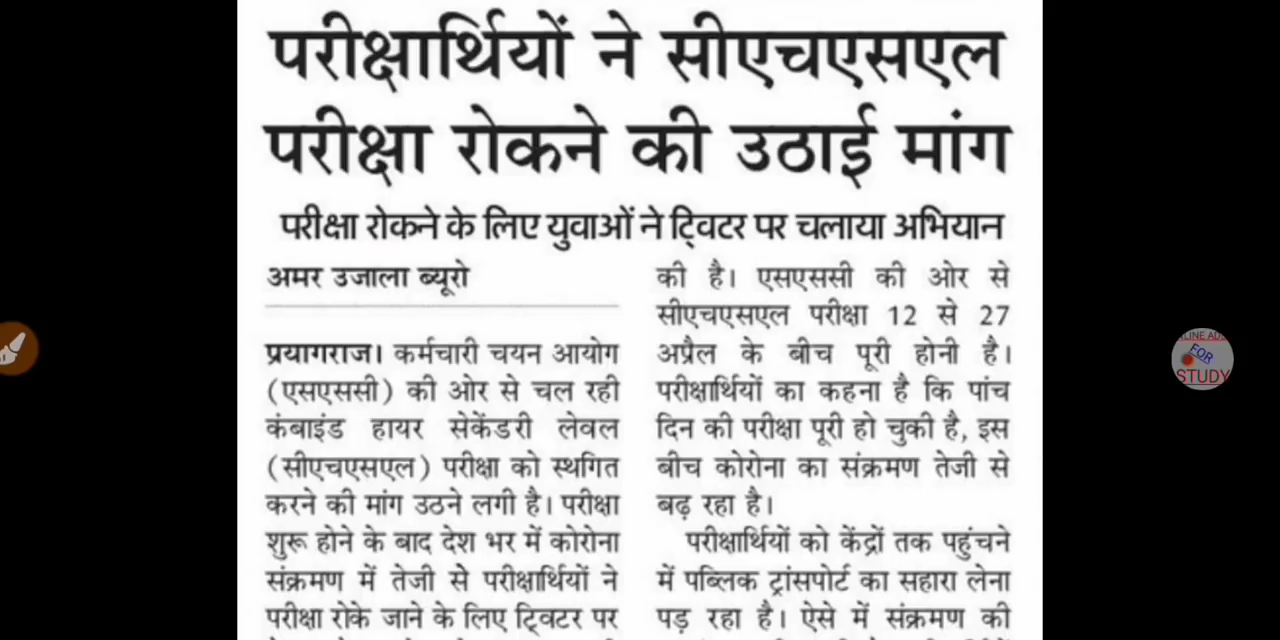 परीक्षार्थियों ने सीएचएसएल
परीक्षा रोकने की उठाई मांग
परीक्षा रोकने के लिए युवाओं ने ट्विटर पर चलाया अभियान
अमर उजाला ब्यूरो
प्रयागराज। कर्मचारी चयन आयोग
(एसएससी) की ओर से चल रही
कंबाइंड हायर सेकेंडरी लेवल
(सीएचएसएल) परीक्षा को स्थगित
करने की मांग उठने लगी है। परीक्षा
शुरू होने के बाद देश भर में कोरोना
संक्रमण में तेजी से परीक्षार्थियों ने
परीक्षा रोके जाने के लिए ट्विटर पर
की है। एसएससी की ओर से
सीएचएसएल परीक्षा 12 से 27
अप्रैल के बीच पूरी होनी है।
परीक्षार्थियों का कहना है कि पांच
दिन की परीक्षा पूरी हो चुकी है, इस
बीच कोरोना का संक्रमण तेजी से
बढ़ रहा है।
परीक्षार्थियों को केंद्रों तक पहुंचने
में पब्लिक ट्रांसपोर्ट का सहारा लेना
पड़ रहा है। ऐसे में संक्रमण की
FOR
STUDY